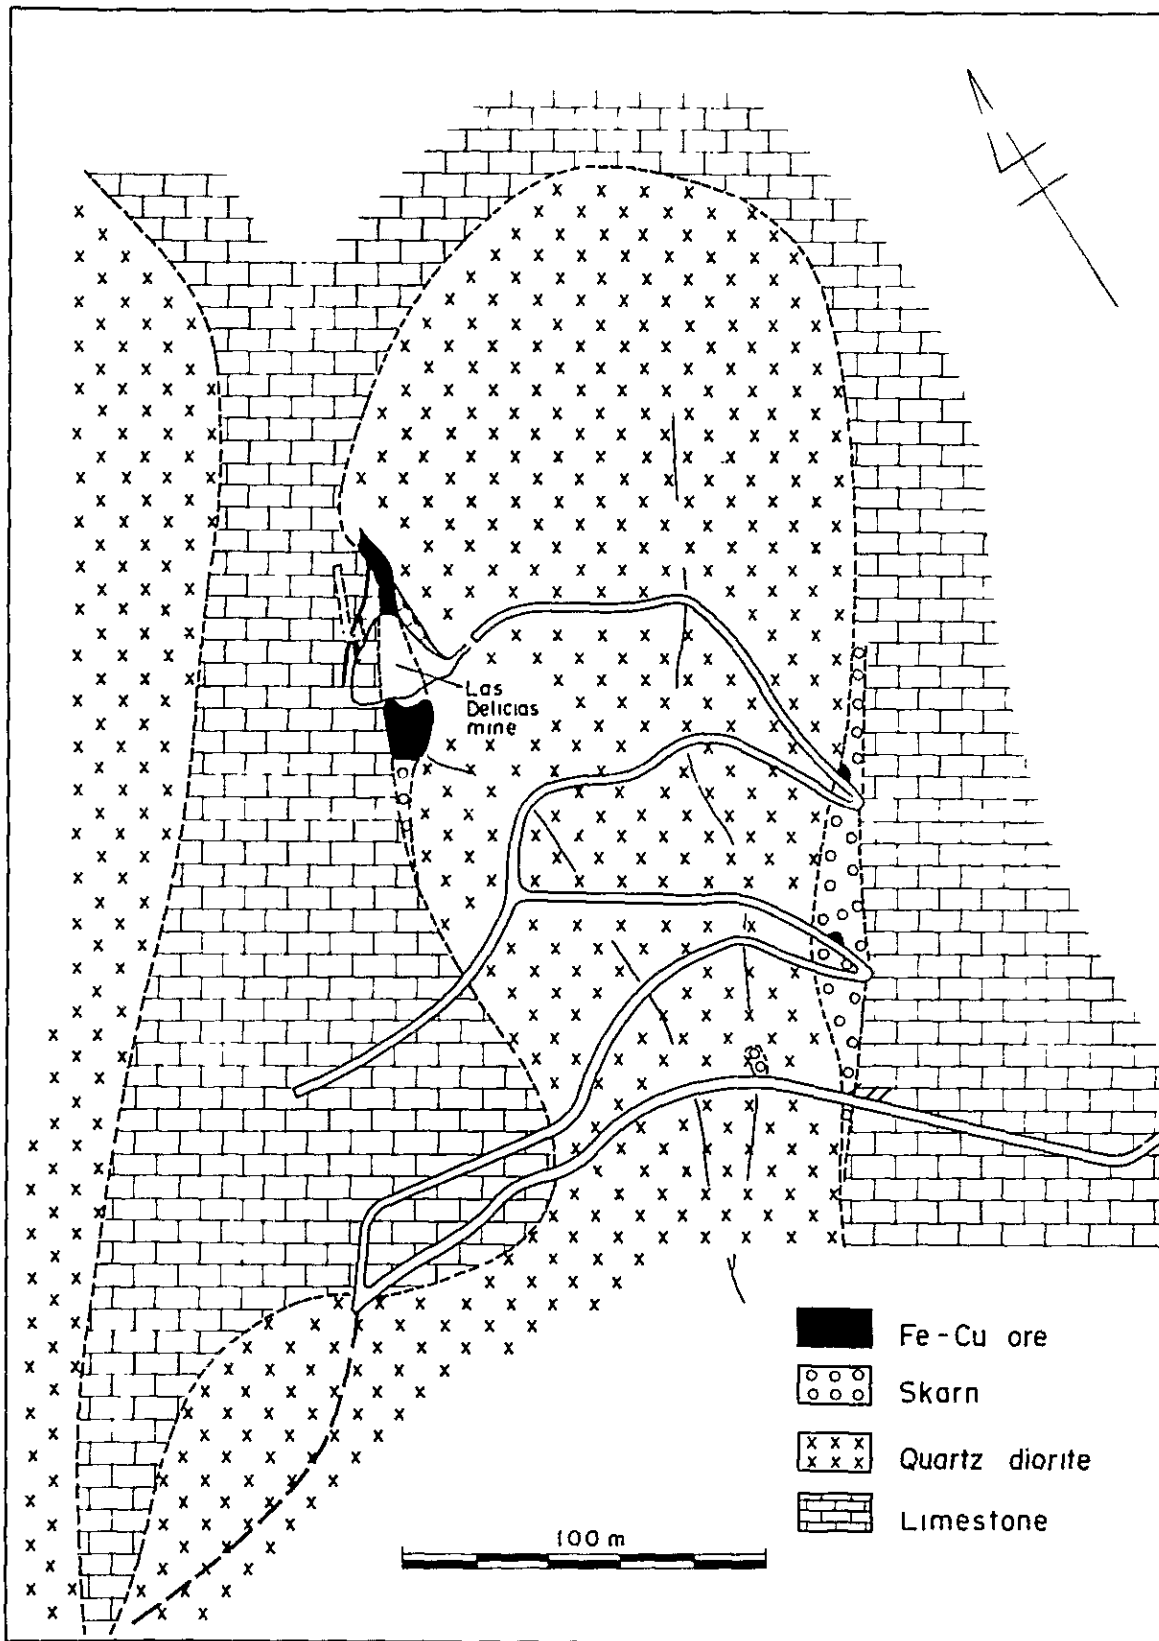 Las
Delicias
mine
Fe-Cu ore
Skarn
Quartz diorite
Limestone
100 m